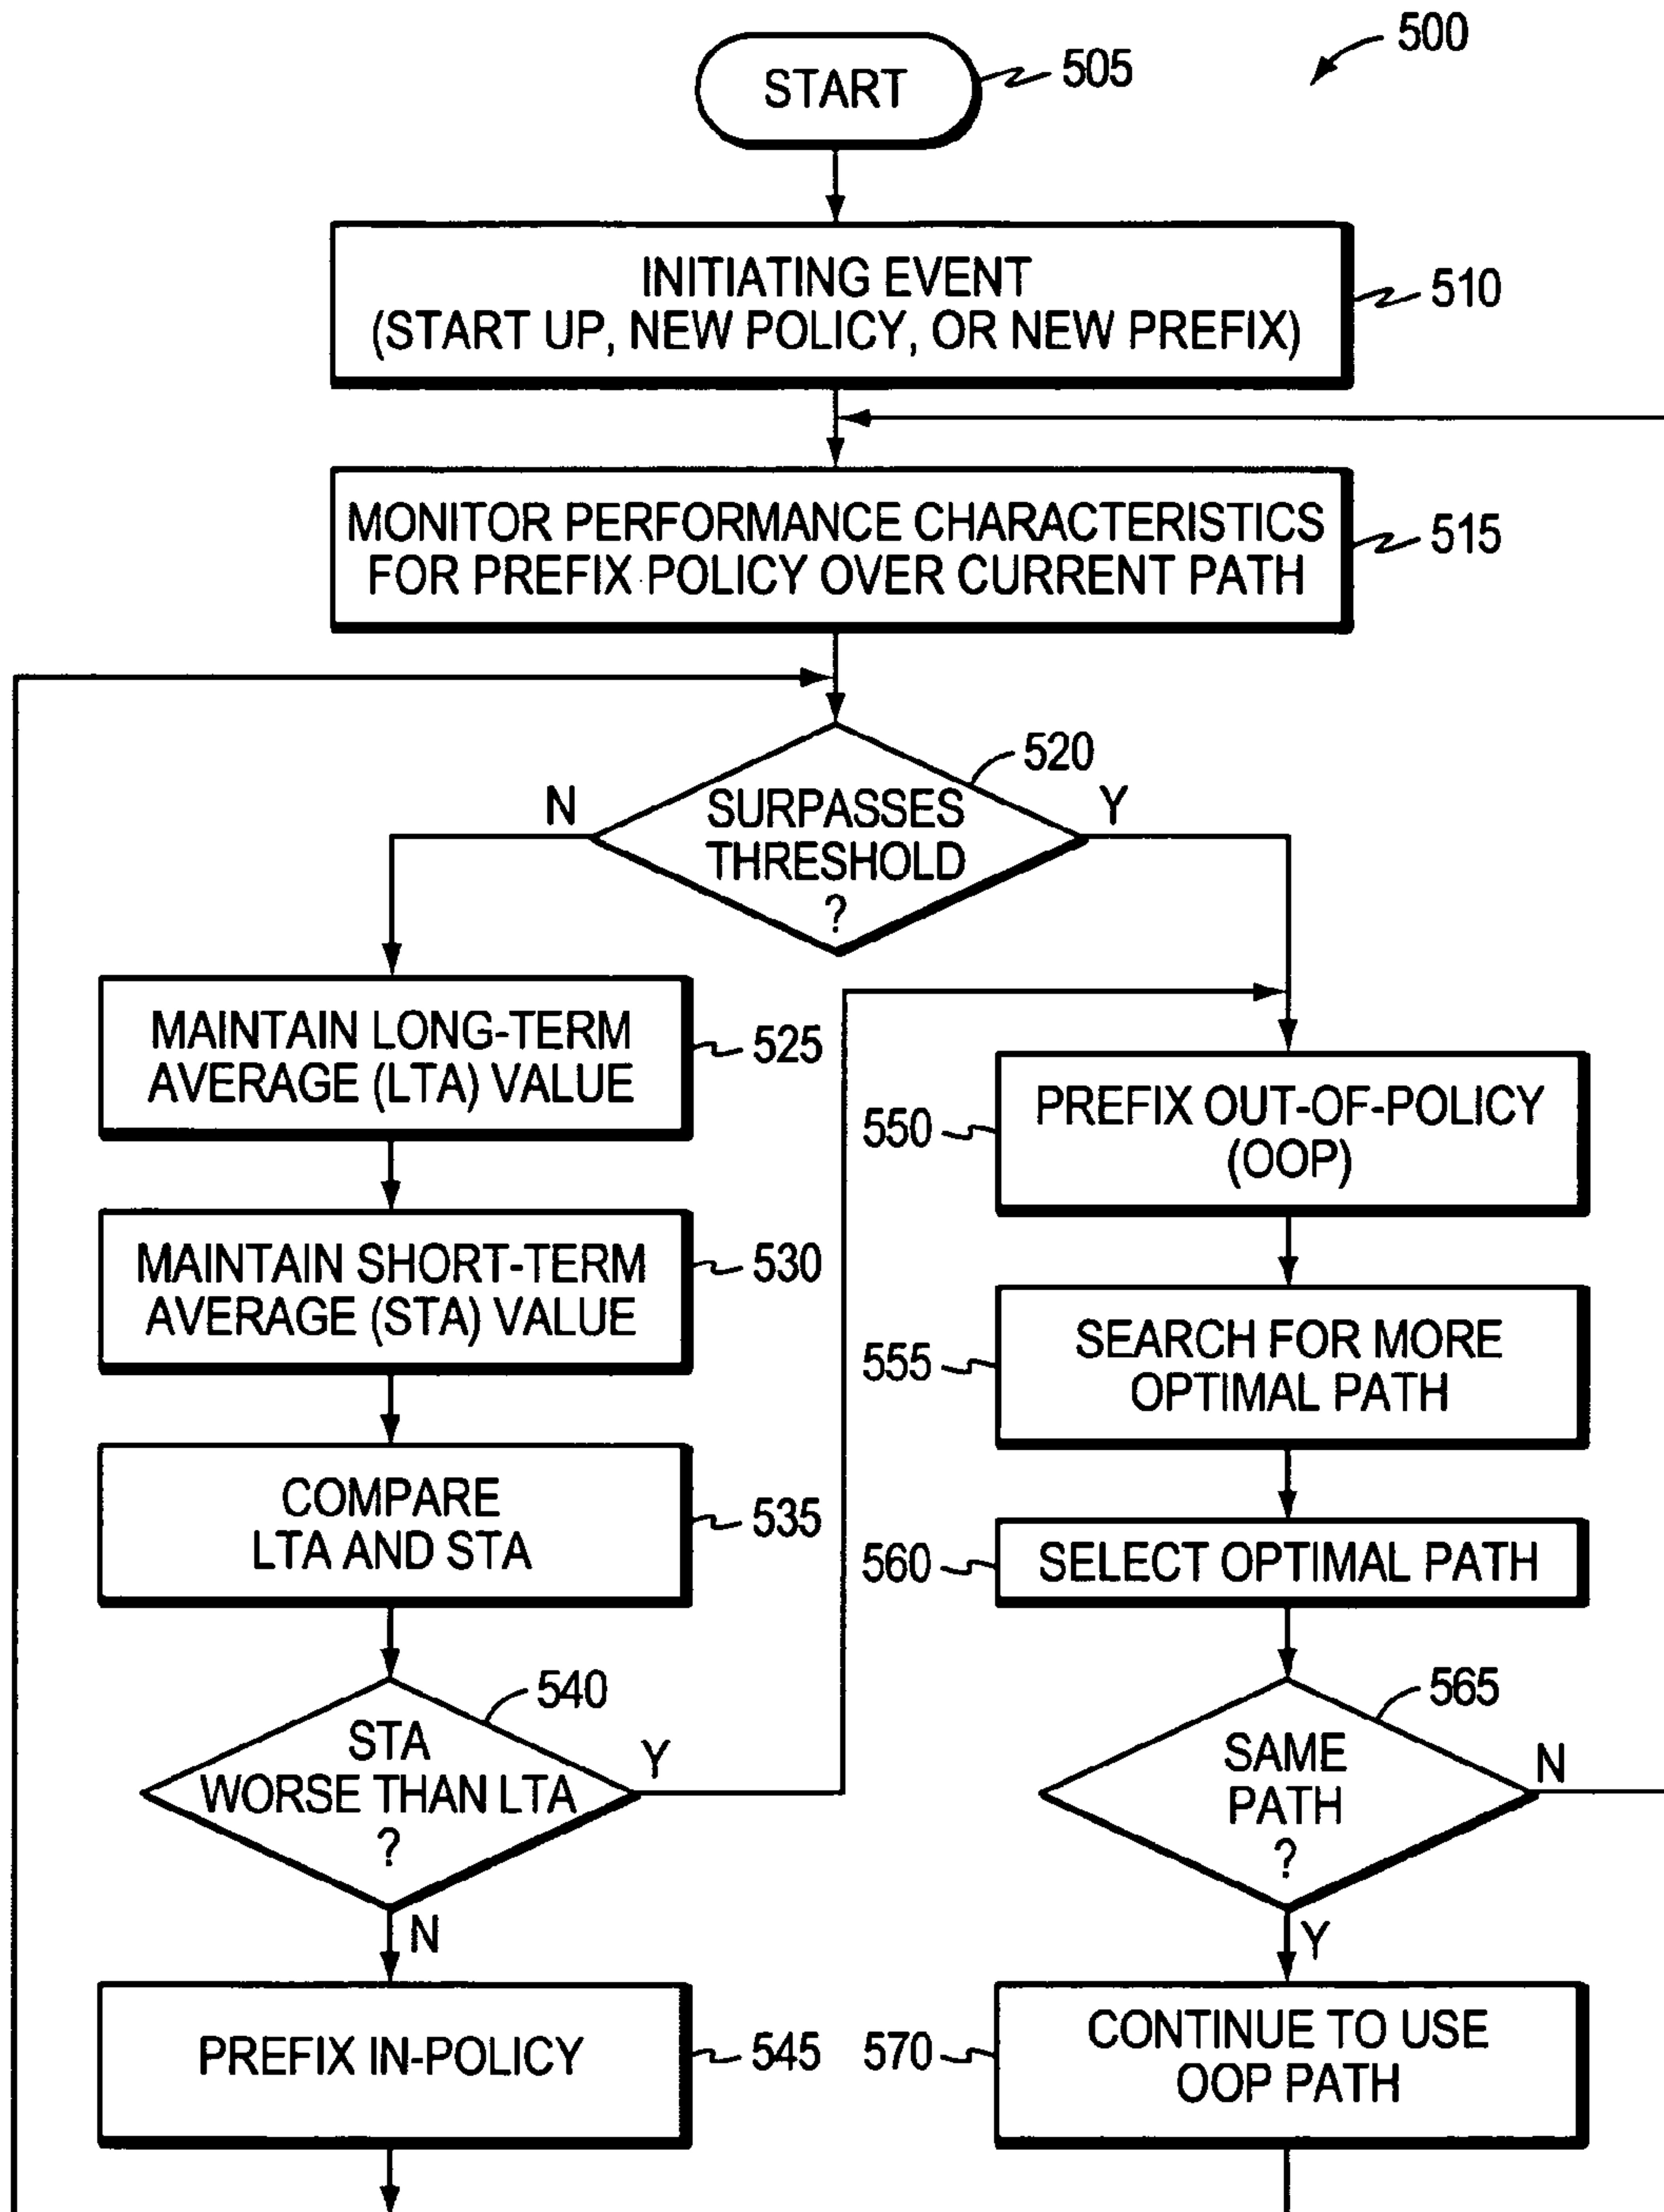 500
START
505
INITIATING EVENT
(START UP, NEW POLICY, OR NEW PREFIX)
510
MONITOR PERFORMANCE CHARACTERISTICS
FOR PREFIX POLICY OVER CURRENT PATH
515
520
N
SURPASSES
THRESHOLD
?
Y
MAINTAIN LONG-TERM
AVERAGE (LTA) VALUE
525
MAINTAIN SHORT-TERM
AVERAGE (STA) VALUE
530
COMPARE
LTA AND STA
535
540
STA
WORSE THAN LTA
?
Y
N
PREFIX IN-POLICY
545
550
PREFIX OUT-OF-POLICY
(OOP)
555
SEARCH FOR MORE
OPTIMAL PATH
560
SELECT OPTIMAL PATH
565
SAME
PATH
?
N
Y
570
CONTINUE TO USE
OOP PATH